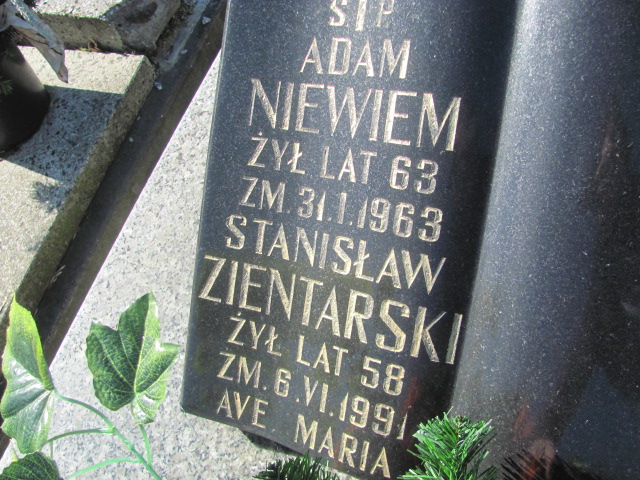 ŚP
ADAM
NIEWIEM
ŻYŁ LAT 63
ZM. 31.I.1963
STANISŁAW
ZIENTARSKI
ŻYŁ LAT 58
ZM. 6.VI.1991
AVE MARIA